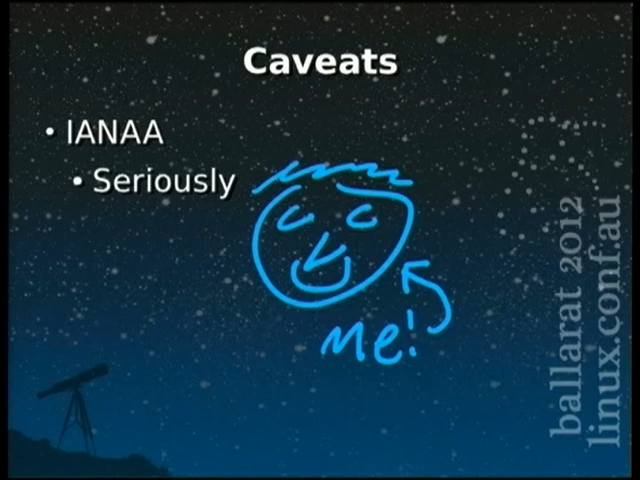 Caveats
• IANAA
• Seriously
me!
ballarat 2012
linux.conf.au